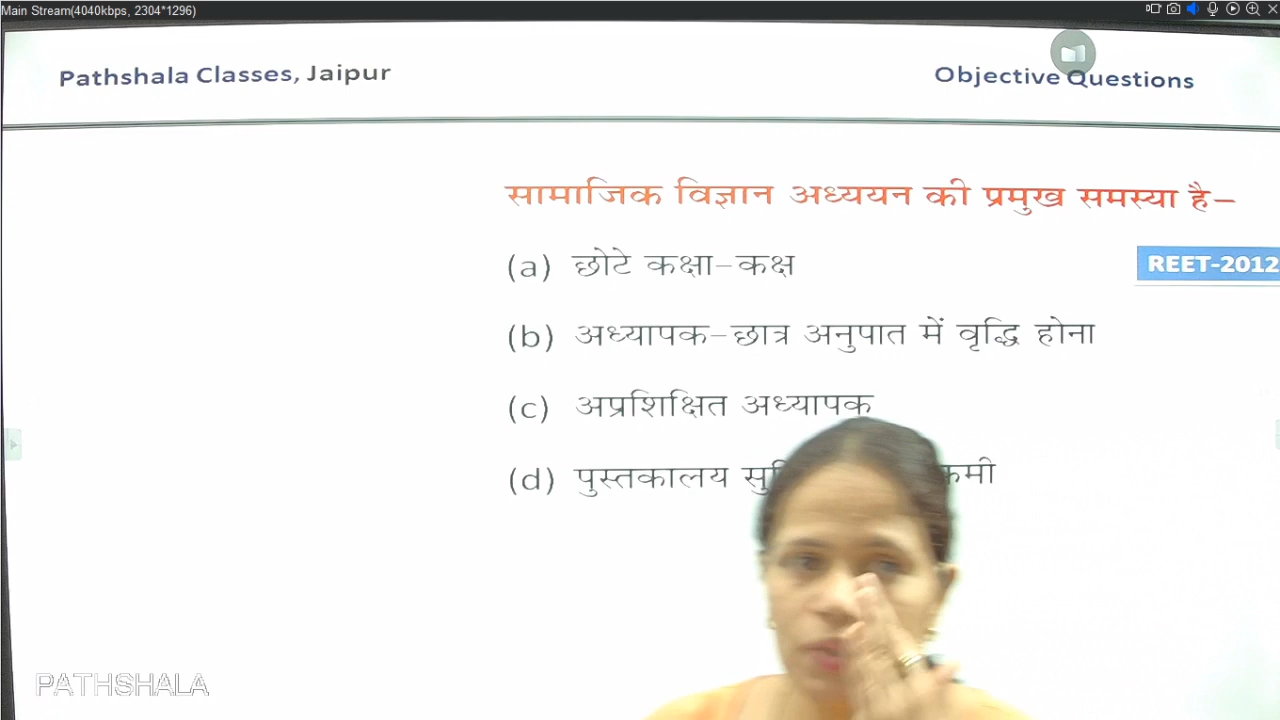 Main Stream(4040kbps, 2304*1296)
Pathshala Classes, Jaipur
Objective Questions
सामाजिक विज्ञान अध्ययन की प्रमुख समस्या है–
(a) छोटे कक्षा–कक्ष
REET-2012
(b) अध्यापक–छात्र अनुपात में वृद्धि होना
(c) अप्रशिक्षित अध्यापक
(d) पुस्तकालय कमी
PATHSHALA